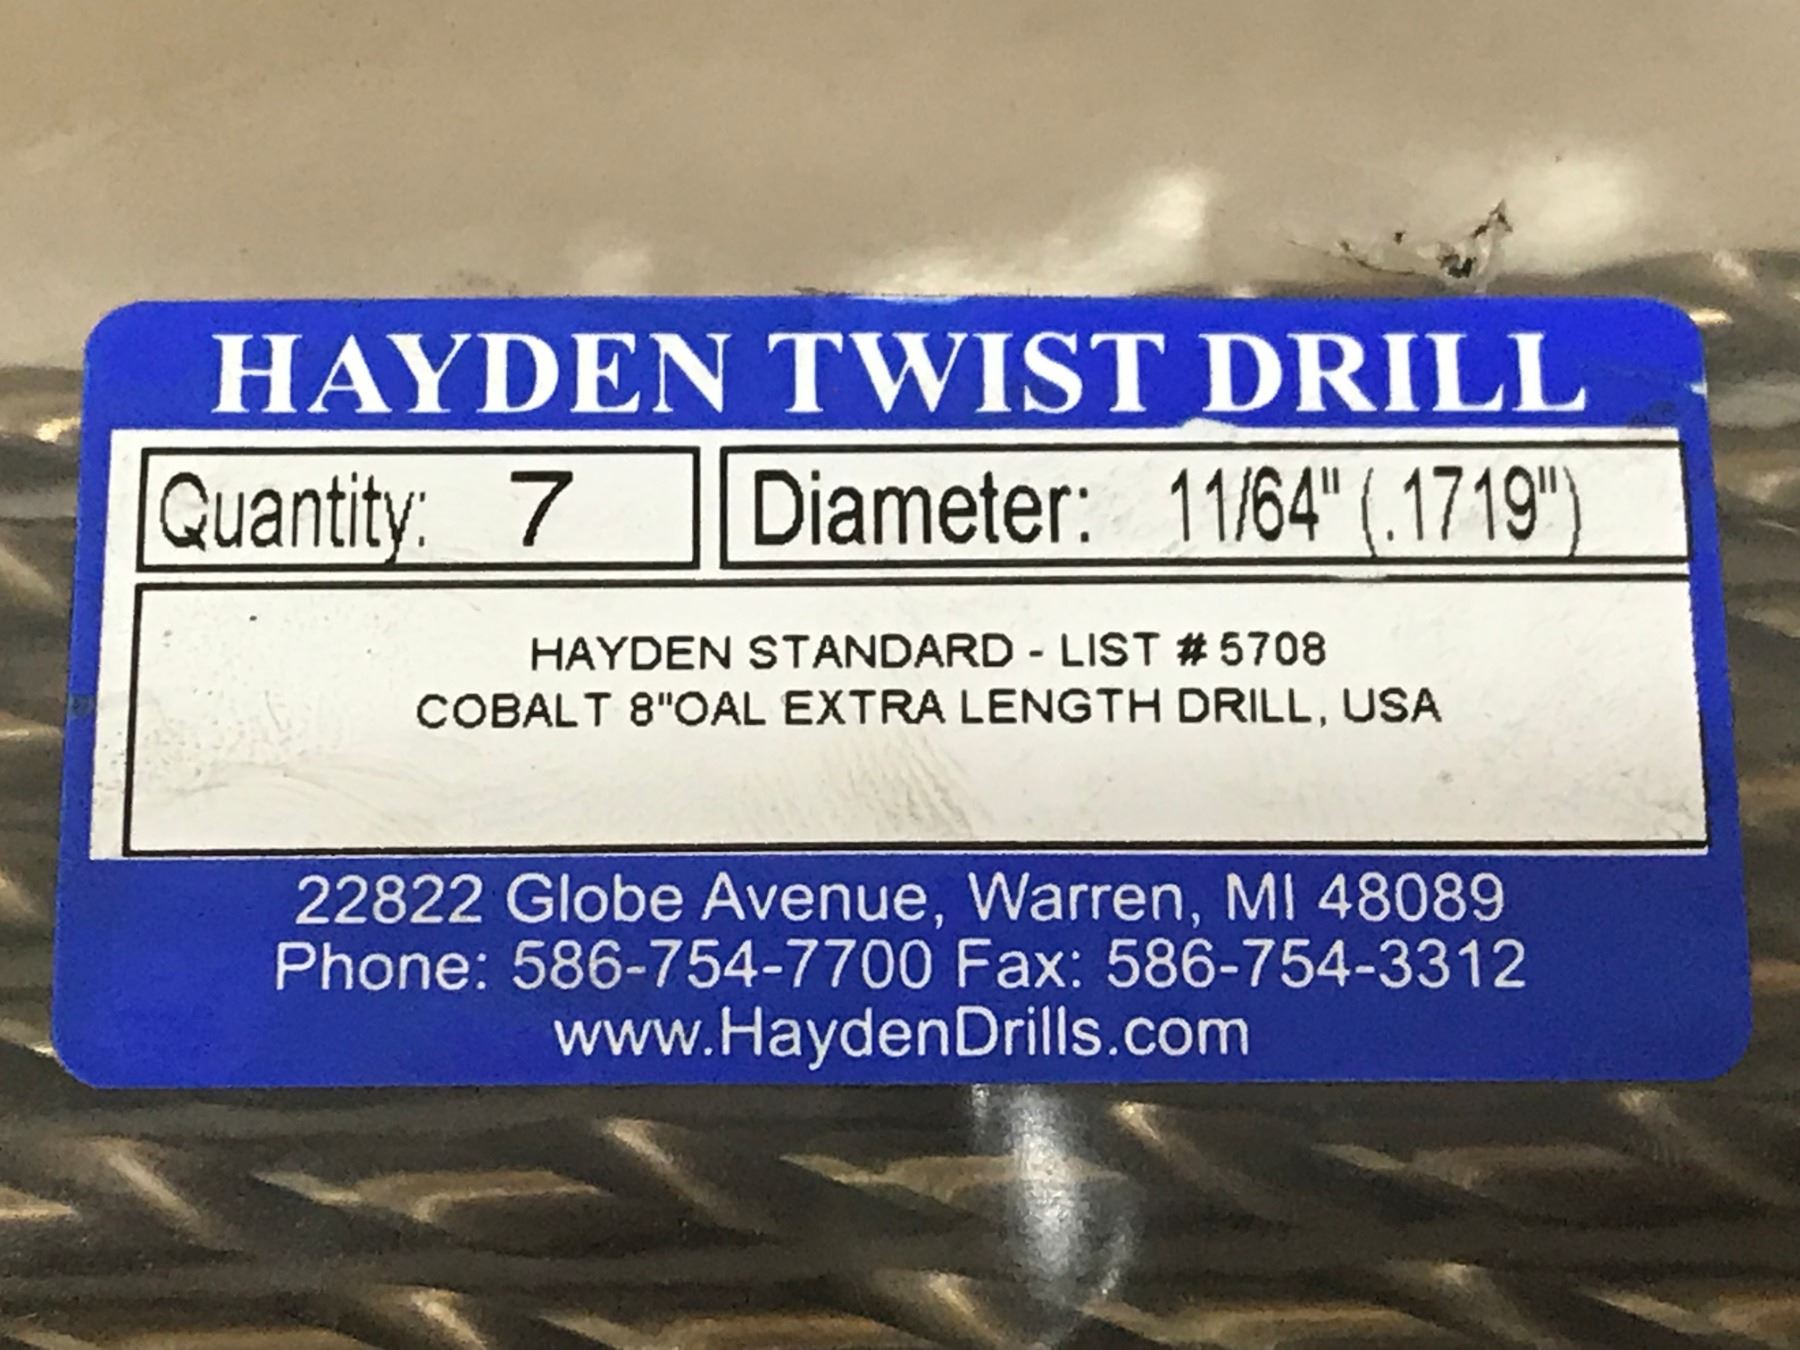 HAYDEN TWIST DRILL
Quantity: 7 Diameter: 11/64" (.1719")
HAYDEN STANDARD - LIST # 5708
COBALT 8"OAL EXTRA LENGTH DRILL, USA
22822 Globe Avenue, Warren, MI 48089
Phone: 586-754-7700 Fax: 586-754-3312
www.HaydenDrills.com